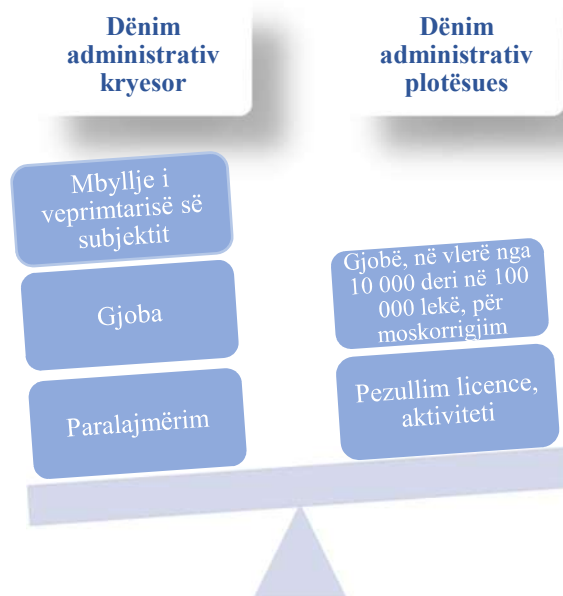 Dënim
administrativ
kryesor
Dënim
administrativ
plotësues
Mbyllje i
veprimtarisë së
subjektit
Gjoba
Paralajmërim
Gjobë, në vlerë nga
10 000 deri në 100
000 lekë, për
moskorrigjim
Pezullim licence,
aktiviteti